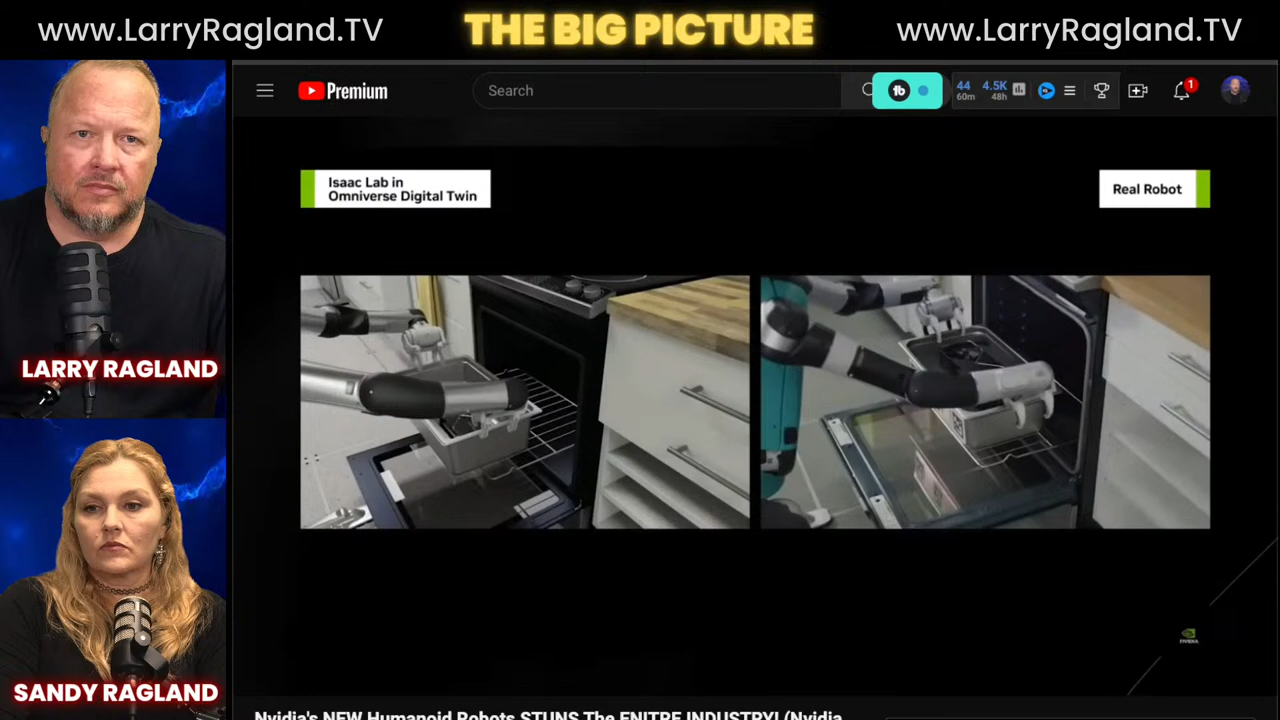 www.LarryRagland.TV
THE BIG PICTURE
www.LarryRagland.TV
Premium
Search
44
60m
4.5K
48h
1
Isaac Lab in
Omniverse Digital Twin
Real Robot
LARRY RAGLAND
SANDY RAGLAND
NVIDIA
Nvidia's NEW Humanoid Robots STUNS The ENITRE INDUSTRY! (Nvidia